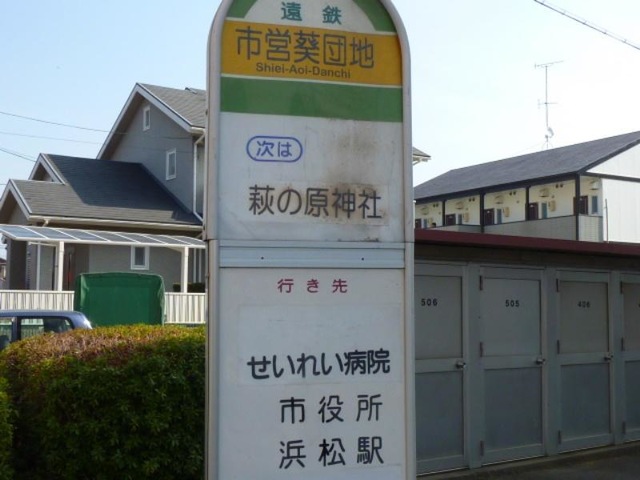 遠鉄
市営葵団地
Shiei-Aoi-Danchi
次は
萩の原神社
行き先
せいれい病院
市役所
浜松駅
506
505
406